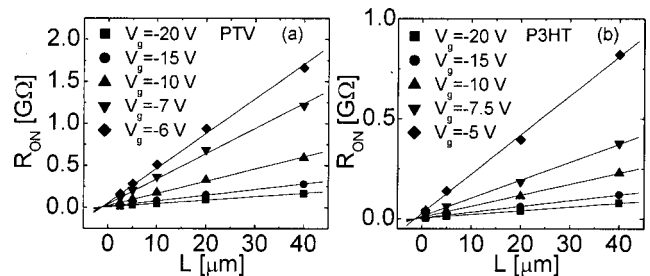 PTV (a)
V_g=-20 V
V_g=-15 V
V_g=-10 V
V_g=-7 V
V_g=-6 V
R_ON [GΩ]
2.0
1.5
1.0
0.5
0.0
0 10 20 30 40
L [μm]
P3HT (b)
V_g=-20 V
V_g=-15 V
V_g=-10 V
V_g=-7.5 V
V_g=-5 V
R_ON [GΩ]
1.0
0.5
0.0
0 10 20 30 40
L [μm]